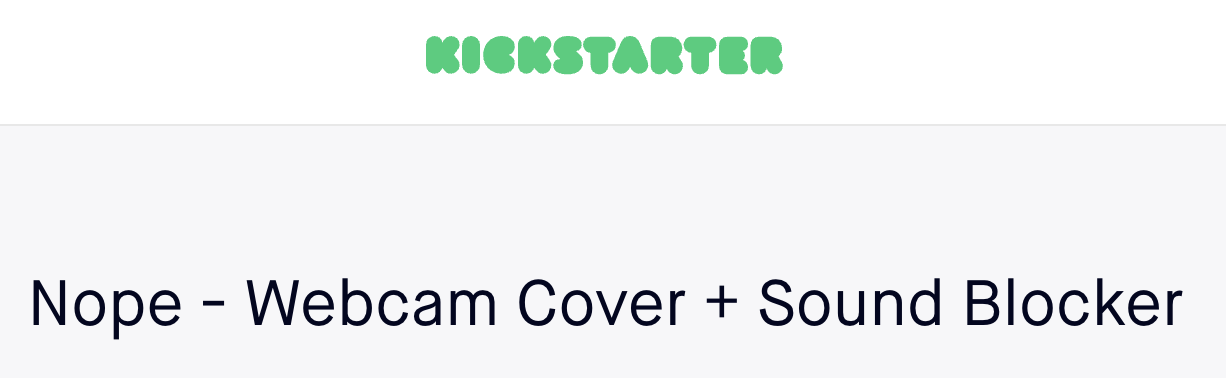 KICKSTARTER
Nope - Webcam Cover + Sound Blocker